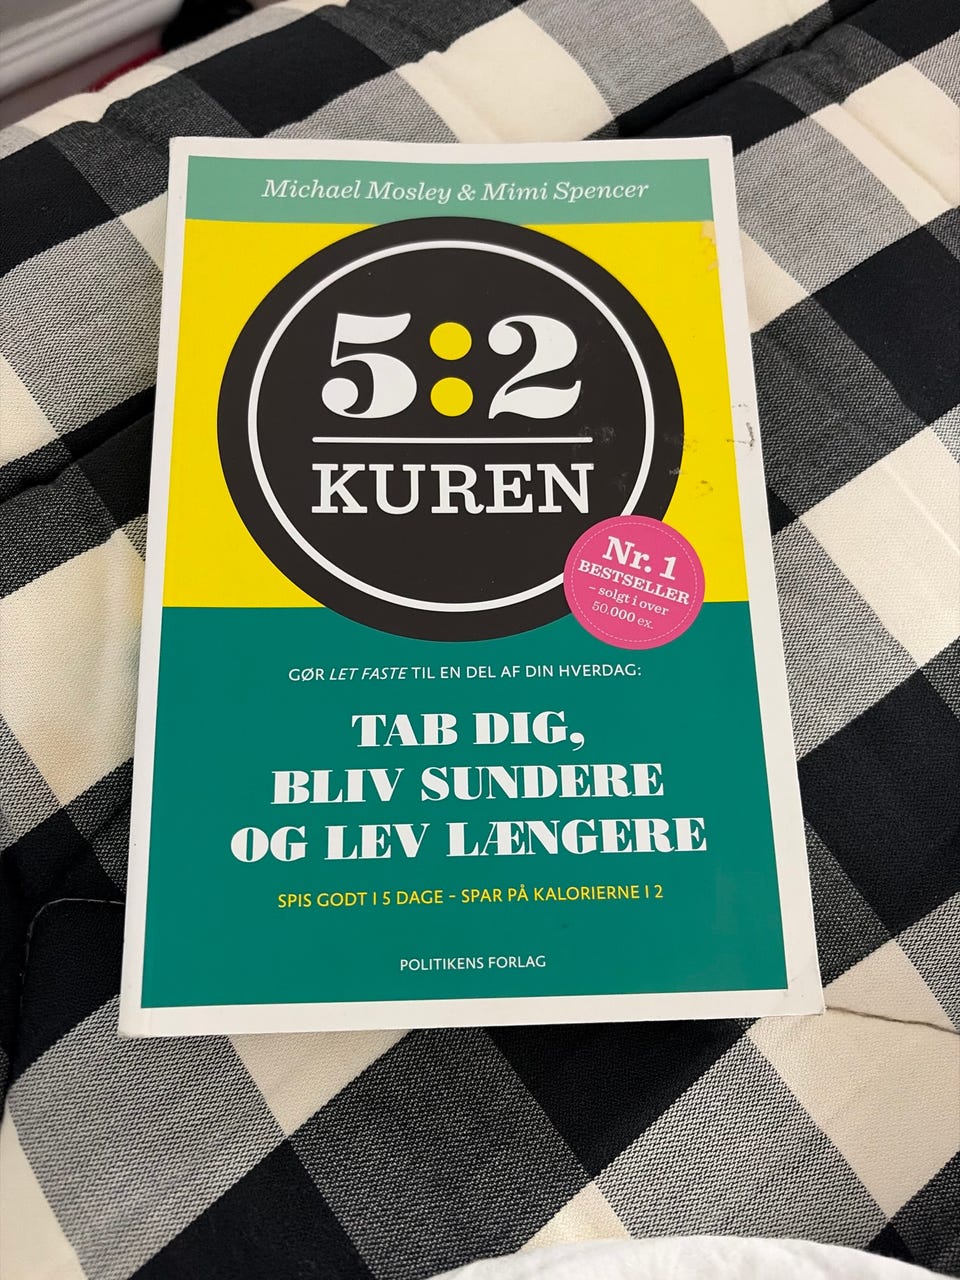 Michael Mosley & Mimi Spencer
5:2
KUREN
Nr. 1
BESTSELLER
– solgt i over
50.000 ex.
GØR LET FASTE TIL EN DEL AF DIN HVERDAG:
TAB DIG,
BLIV SUNDERE
OG LEV LÆNGERE
SPIS GODT I 5 DAGE – SPAR PÅ KALORIERNE I 2
POLITIKENS FORLAG